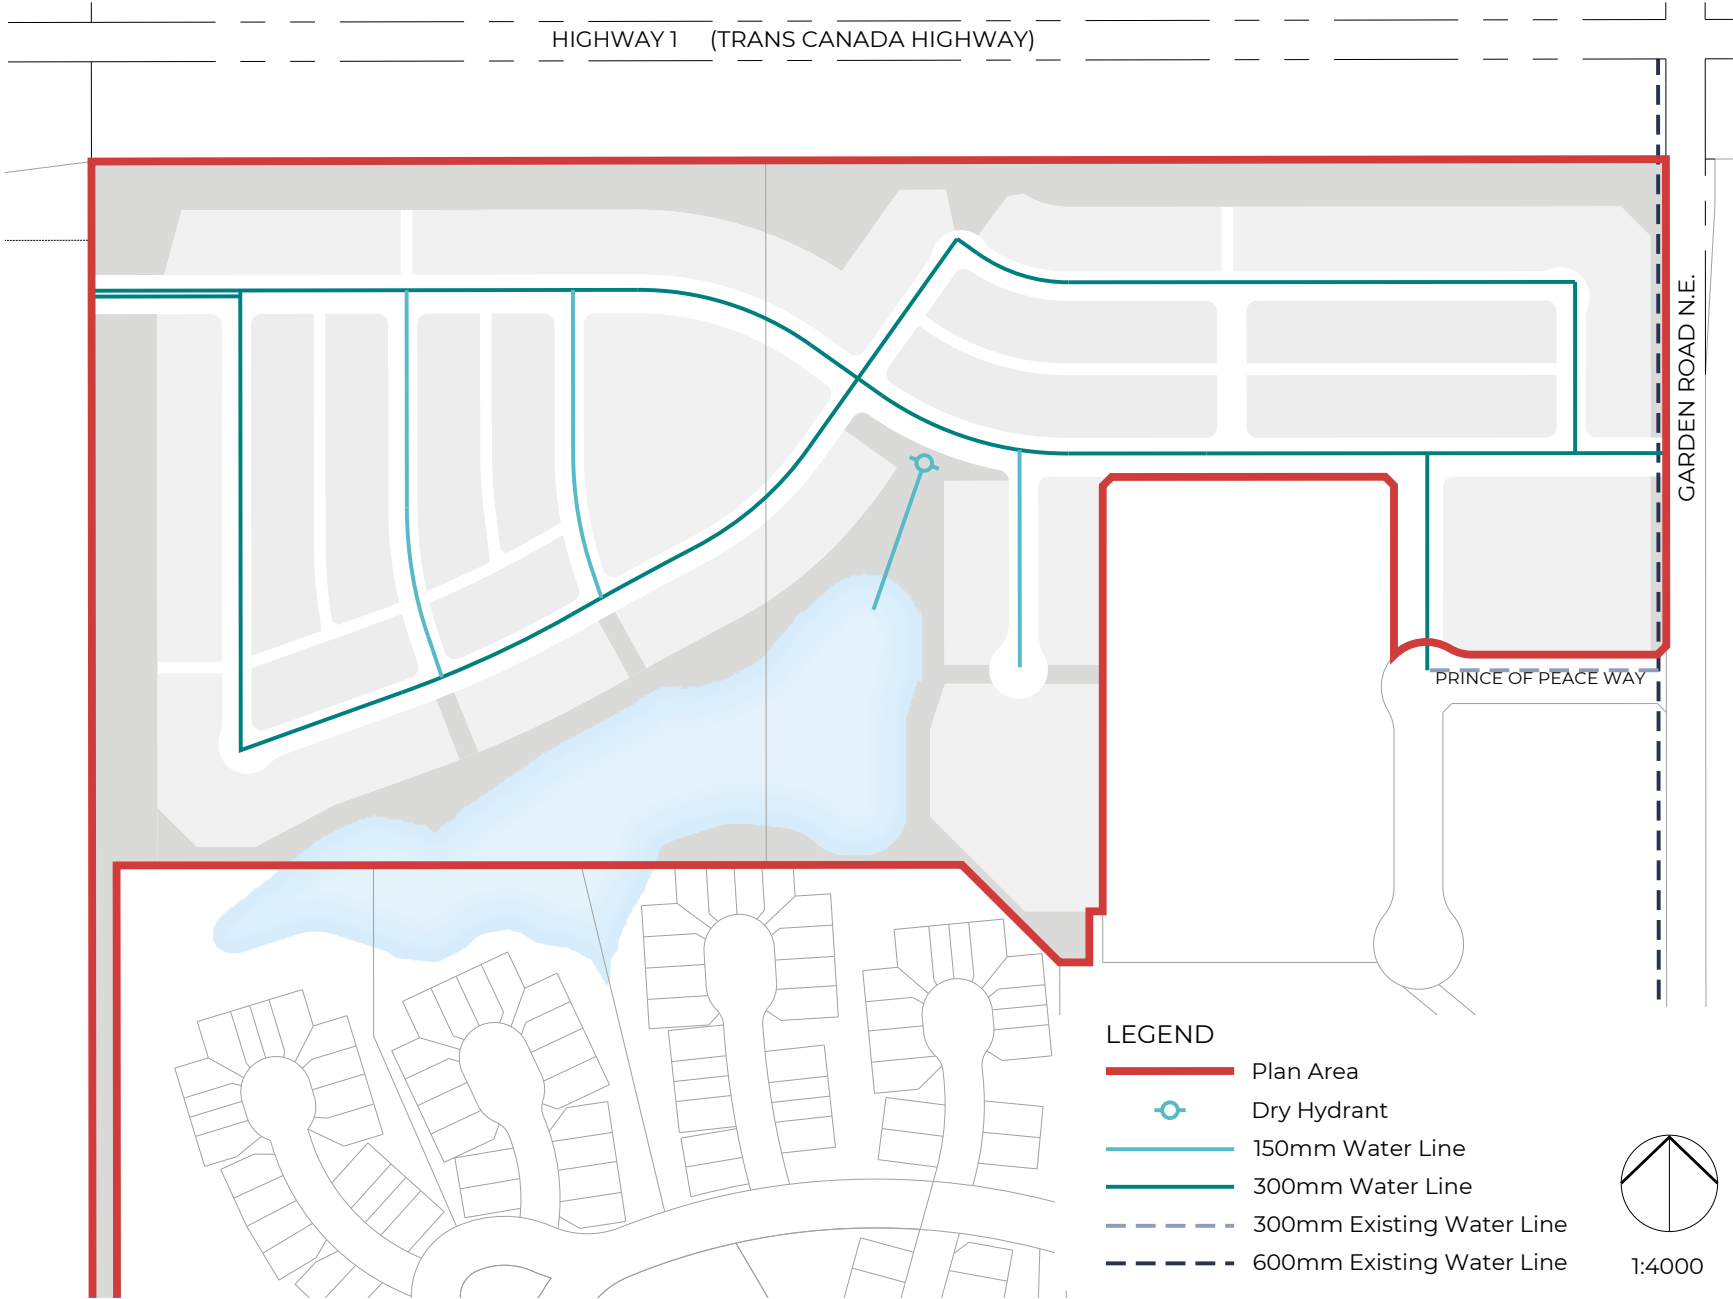 HIGHWAY 1 (TRANS CANADA HIGHWAY)
GARDEN ROAD N.E.
PRINCE OF PEACE WAY
LEGEND
Plan Area
Dry Hydrant
150mm Water Line
300mm Water Line
300mm Existing Water Line
600mm Existing Water Line
1:4000